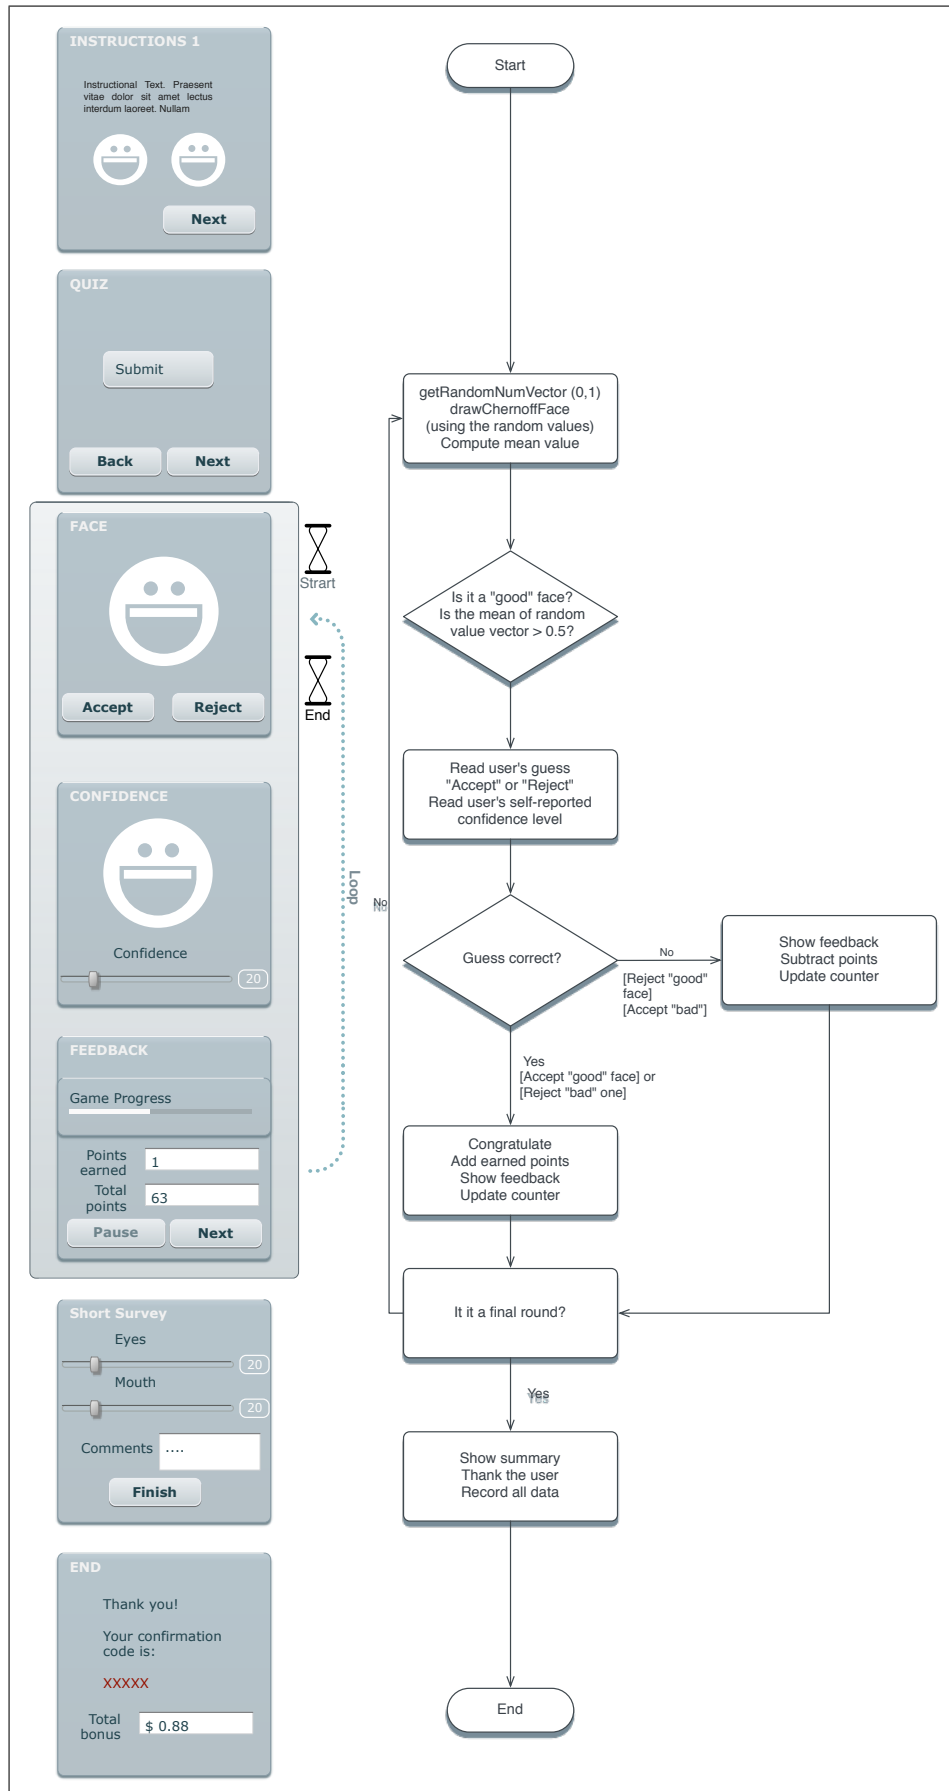 INSTRUCTIONS 1
Instructional Text. Praesent
vitae dolor sit amet lectus
interdum laoreet. Nullam
Next
QUIZ
Submit
Back
Next
FACE
Accept
Reject
Strart
End
CONFIDENCE
Confidence
20
Loop
FEEDBACK
Game Progress
Points
earned
1
Total
points
63
Pause
Next
Short Survey
Eyes
20
Mouth
20
Comments
....
Finish
END
Thank you!
Your confirmation
code is:
XXXXX
Total
bonus
$ 0.88
Start
getRandomNumVector (0,1)
drawChernoffFace
(using the random values)
Compute mean value
Is it a "good" face?
Is the mean of random
value vector > 0.5?
Read user's guess
"Accept" or "Reject"
Read user's self-reported
confidence level
Guess correct?
No
[Reject "good"
face]
[Accept "bad"]
Show feedback
Subtract points
Update counter
Yes
[Accept "good" face] or
[Reject "bad" one]
Congratulate
Add earned points
Show feedback
Update counter
It it a final round?
No
Yes
Show summary
Thank the user
Record all data
End